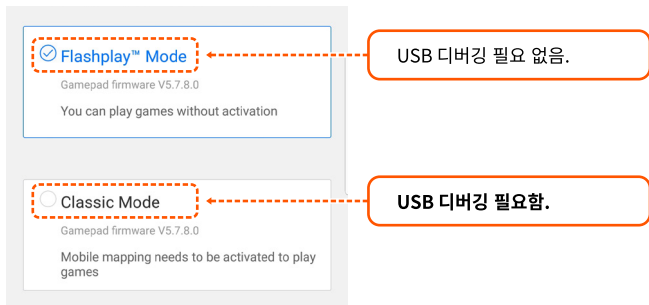 Flashplay™ Mode
Gamepad firmware V5.7.8.0
You can play games without activation
USB 디버깅 필요 없음.
Classic Mode
Gamepad firmware V5.7.8.0
Mobile mapping needs to be activated to play
games
USB 디버깅 필요함.